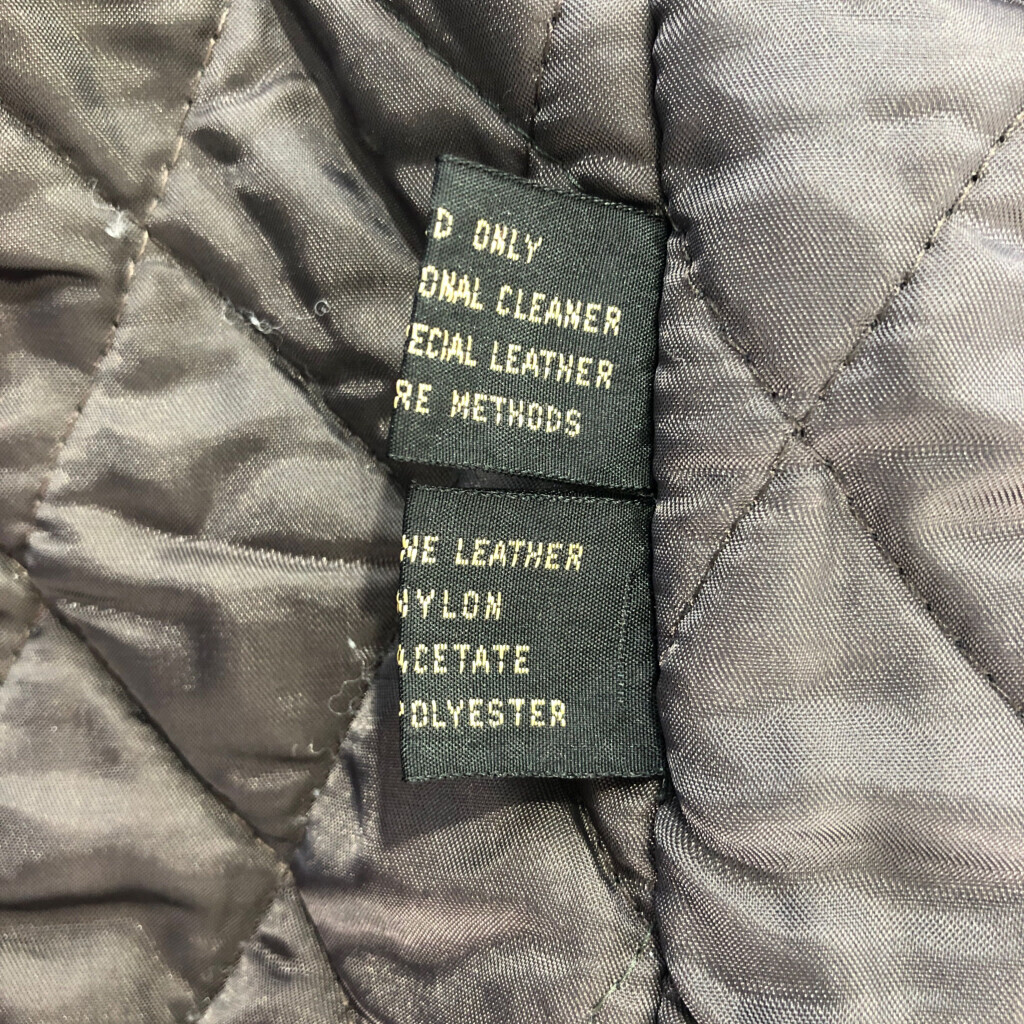 D ONLY
ONAL CLEANER
ECIAL LEATHER
RE METHODS
NE LEATHER
NYLON
ACETATE
POLYESTER